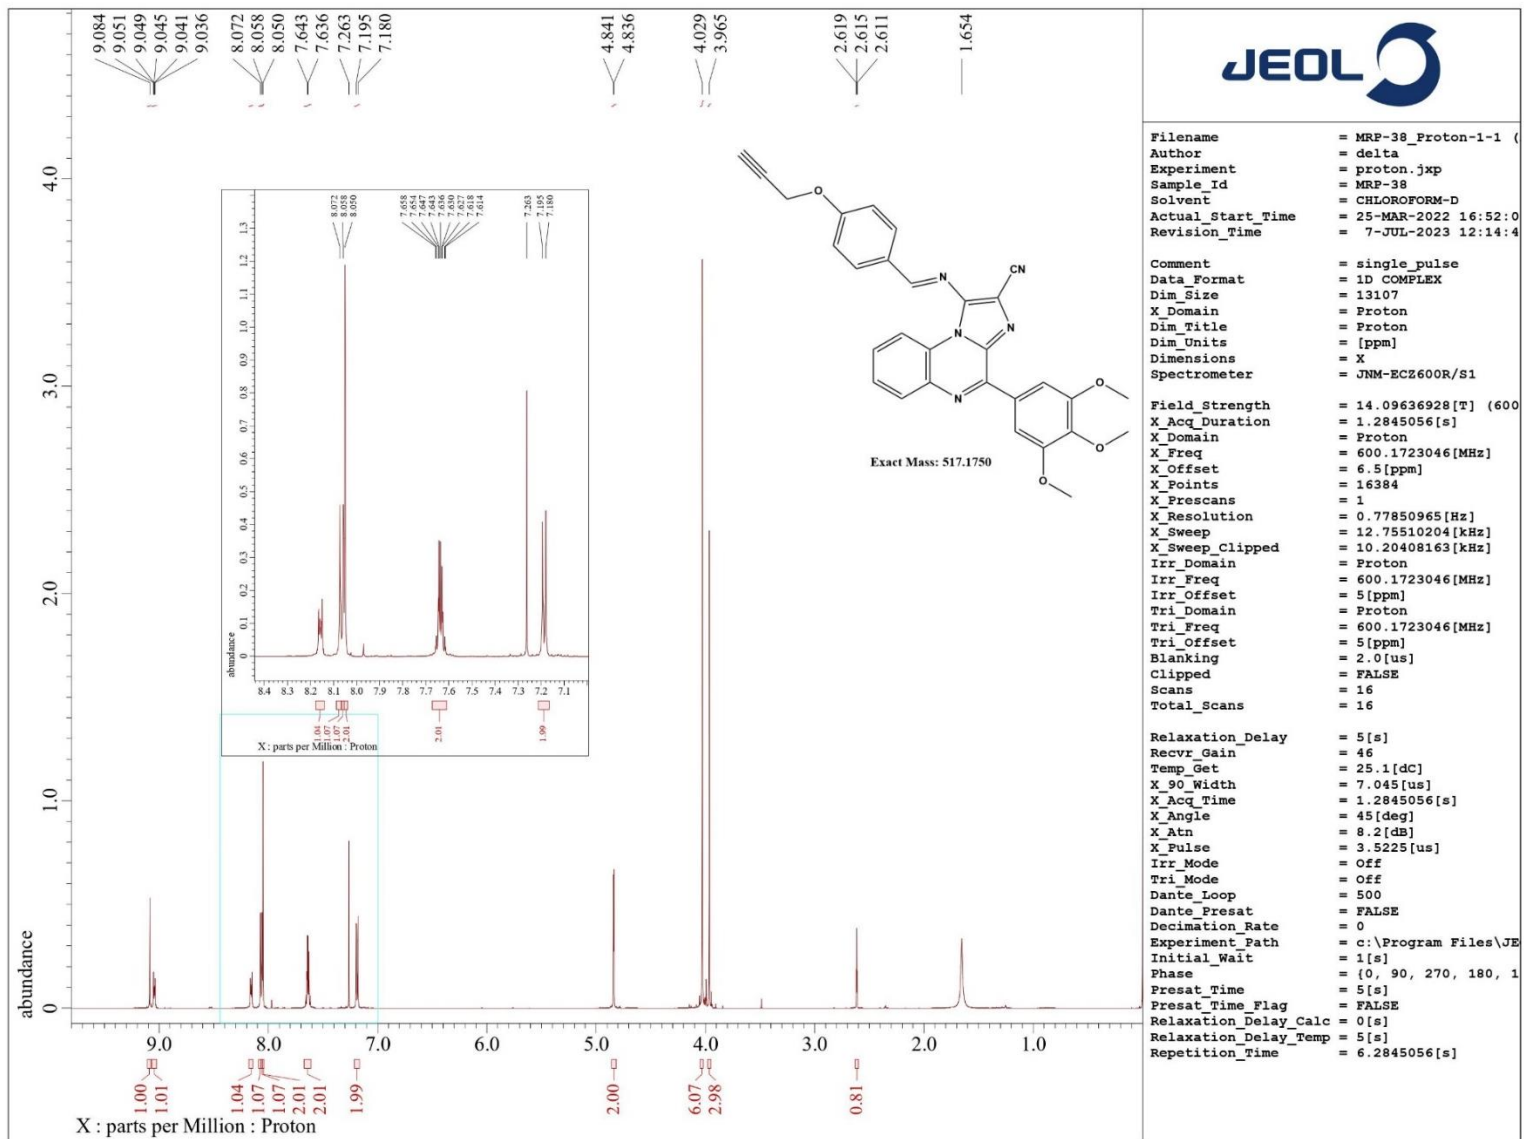 9.084
9.051
9.049
9.045
9.041
9.036
8.072
8.058
8.050
7.643
7.636
7.263
7.195
7.180
4.841
4.836
4.029
3.965
2.619
2.615
2.611
1.654
JEOL
4.0
3.0
2.0
1.0
0
abundance
8.072
8.058
8.050
7.658
7.654
7.647
7.643
7.636
7.630
7.627
7.618
7.614
7.263
7.195
7.180
1.3
1.2
1.1
1.0
0.9
0.8
0.7
0.6
0.5
0.4
0.3
0.2
0.1
0
abundance
8.4 8.3 8.2 8.1 8.0 7.9 7.8 7.7 7.6 7.5 7.4 7.3 7.2 7.1
1.04
1.07
1.07
2.01
2.01
1.99
X : parts per Million : Proton
O
N
CN
N
N
N
O
O
O
Exact Mass: 517.1750
9.0 8.0 7.0 6.0 5.0 4.0 3.0 2.0 1.0
1.00
1.01
1.04
1.07
1.07
2.01
2.01
1.99
2.00
6.07
2.98
0.81
X : parts per Million : Proton
Filename = MRP-38_Proton-1-1 (
Author = delta
Experiment = proton.jxp
Sample_Id = MRP-38
Solvent = CHLOROFORM-D
Actual_Start_Time = 25-MAR-2022 16:52:0
Revision_Time = 7-JUL-2023 12:14:4
Comment = single_pulse
Data_Format = 1D COMPLEX
Dim_Size = 13107
X_Domain = Proton
Dim_Title = Proton
Dim_Units = [ppm]
Dimensions = X
Spectrometer = JNM-ECZ600R/S1
Field_Strength = 14.09636928[T] (600
X_Acq_Duration = 1.2845056[s]
X_Domain = Proton
X_Freq = 600.1723046[MHz]
X_Offset = 6.5[ppm]
X_Points = 16384
X_Prescans = 1
X_Resolution = 0.77850965[Hz]
X_Sweep = 12.75510204[kHz]
X_Sweep_Clipped = 10.20408163[kHz]
Irr_Domain = Proton
Irr_Freq = 600.1723046[MHz]
Irr_Offset = 5[ppm]
Tri_Domain = Proton
Tri_Freq = 600.1723046[MHz]
Tri_Offset = 5[ppm]
Blanking = 2.0[us]
Clipped = FALSE
Scans = 16
Total_Scans = 16
Relaxation_Delay = 5[s]
Recvr_Gain = 46
Temp_Get = 25.1[dC]
X_90_Width = 7.045[us]
X_Acq_Time = 1.2845056[s]
X_Angle = 45[deg]
X_Atn = 8.2[dB]
X_Pulse = 3.5225[us]
Irr_Mode = Off
Tri_Mode = Off
Dante_Loop = 500
Dante_Presat = FALSE
Decimation_Rate = 0
Experiment_Path = c:\Program Files\JE
Initial_Wait = 1[s]
Phase = {0, 90, 270, 180, 1
Presat_Time = 5[s]
Presat_Time_Flag = FALSE
Relaxation_Delay_Calc = 0[s]
Relaxation_Delay_Temp = 5[s]
Repetition_Time = 6.2845056[s]